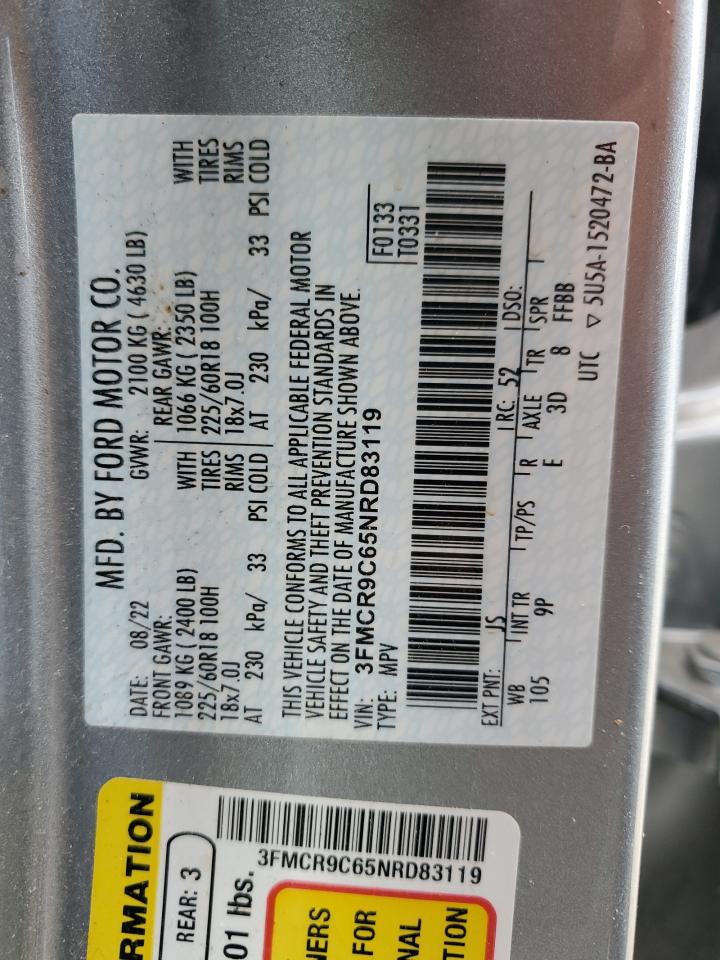 MFD. BY FORD MOTOR CO.
DATE: 08/22 GVWR: 2100 KG ( 4630 LB)
FRONT GAWR: REAR GAWR:
1089 KG ( 2400 LB) WITH 1066 KG ( 2350 LB) WITH
225/60R18 100H TIRES 225/60R18 100H TIRES
18x7.0J RIMS 18x7.0J RIMS
AT 230 kPa/ 33 PSI COLD AT 230 kPa/ 33 PSI COLD
THIS VEHICLE CONFORMS TO ALL APPLICABLE FEDERAL MOTOR
VEHICLE SAFETY AND THEFT PREVENTION STANDARDS IN
EFFECT ON THE DATE OF MANUFACTURE SHOWN ABOVE.
VIN: 3FMCR9C65NRD83119 F0133
TYPE: MPV T0331
EXT PNT: JS RC: 52 DSO:
WB INT TR TP/PS R AXLE TR SPR
105 9P E 3D 8 FFBB
UTC ▽ 5U5A-1520472-BA
RMATION
REAR: 3
3FMCR9C65NRD83119
01 lbs.
NERS
FOR
NAL
TION